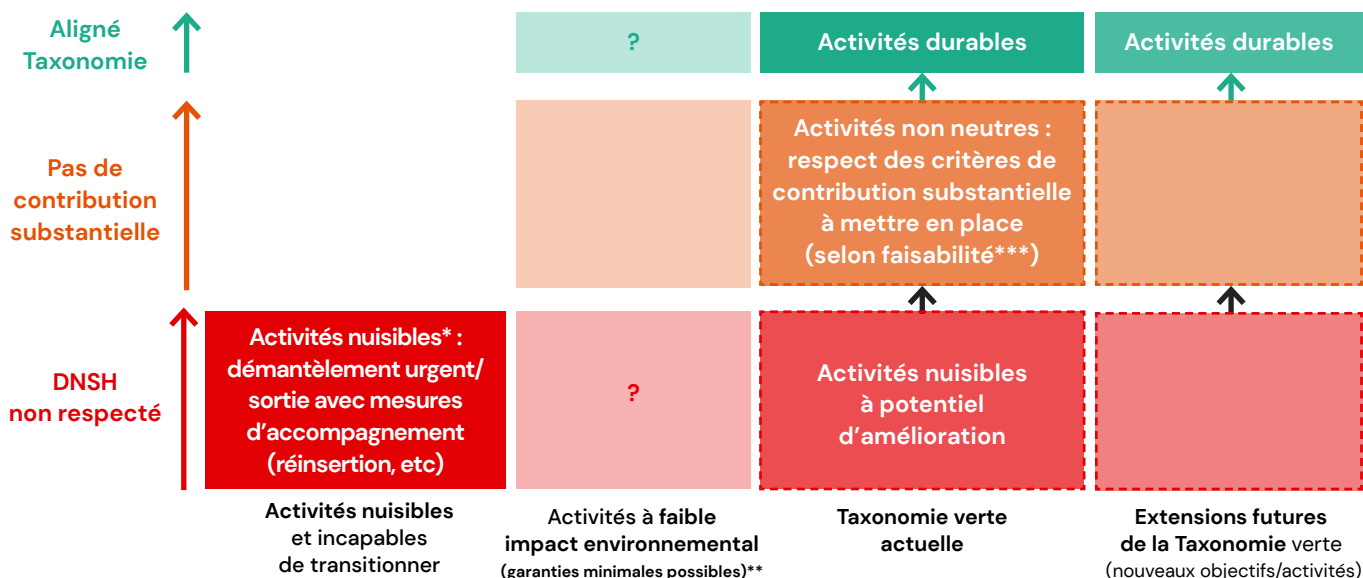 Aligné
Taxonomie
?
Activités durables
Activités durables
Pas de
contribution
substantielle
Activités non neutres :
respect des critères de
contribution substantielle
à mettre en place
(selon faisabilité***)
DNSH
non respecté
Activités nuisibles* :
démantèlement urgent/
sortie avec mesures
d’accompagnement
(réinsertion, etc)
?
Activités nuisibles
à potentiel
d’amélioration
Activités nuisibles
et incapables
de transitionner
Activités à faible
impact environnemental
(garanties minimales possibles)**
Taxonomie verte
actuelle
Extensions futures
de la Taxonomie verte
(nouveaux objectifs/activités)